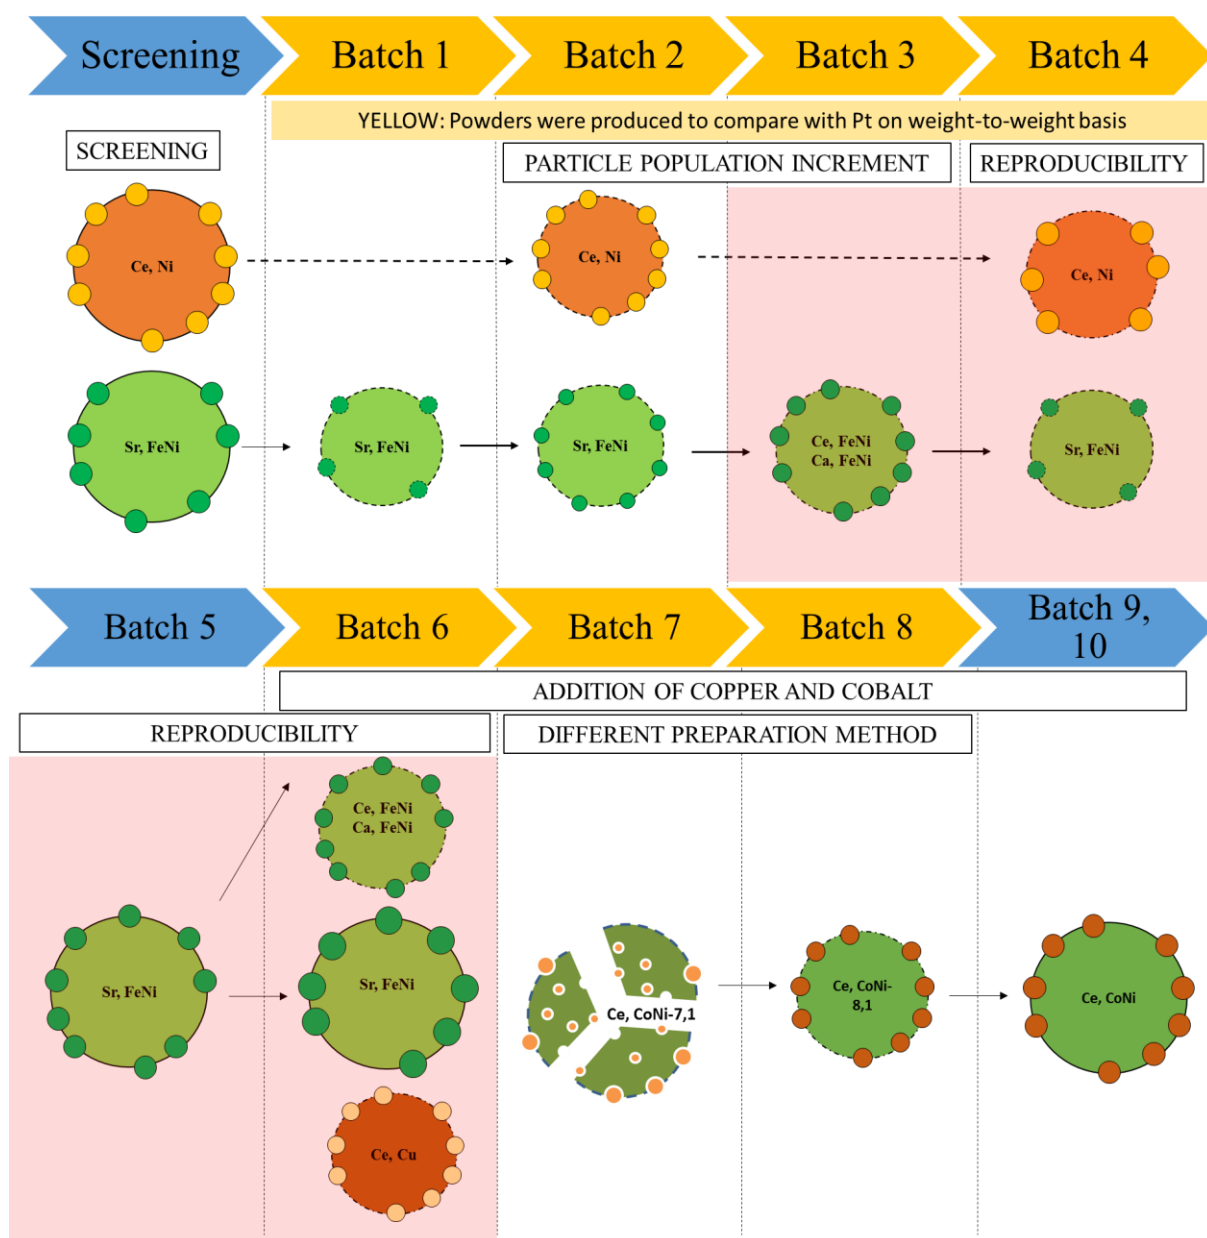 Screening
Batch 1
Batch 2
Batch 3
Batch 4
YELLOW: Powders were produced to compare with Pt on weight-to-weight basis
SCREENING
PARTICLE POPULATION INCREMENT
REPRODUCIBILITY
Ce, Ni
Ce, Ni
Ce, Ni
Sr, FeNi
Sr, FeNi
Sr, FeNi
Ce, FeNi
Ca, FeNi
Sr, FeNi
Batch 5
Batch 6
Batch 7
Batch 8
Batch 9,
10
ADDITION OF COPPER AND COBALT
REPRODUCIBILITY
DIFFERENT PREPARATION METHOD
Ce, FeNi
Ca, FeNi
Sr, FeNi
Sr, FeNi
Ce, CoNi-7,1
Ce, CoNi-
8,1
Ce, CoNi
Ce, Cu